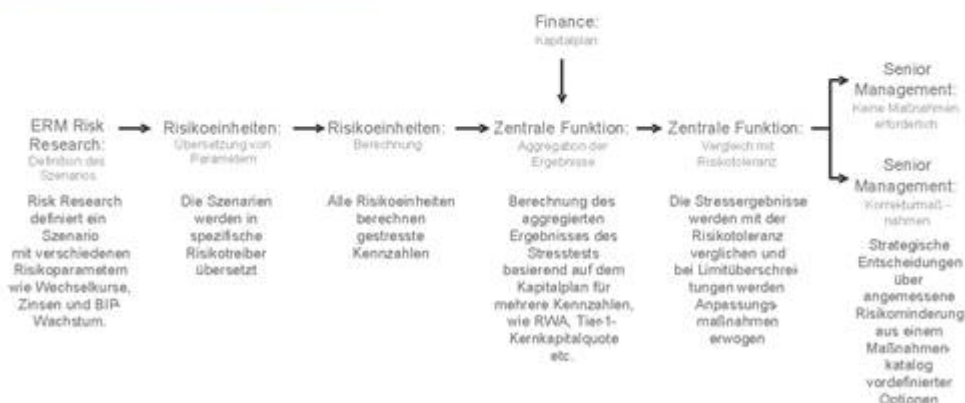 Finance:
Kapitalplan
ERM Risk
Research:
Definition des
Szenarios
Risk Research
definiert ein
Szenario
mit verschiedenen
Risikoparametern
wie Wechselkurse,
Zinsen und BIP-
Wachstum.
Risikoeinheiten:
Übersetzung von
Parametern
Die Szenarien
werden in
spezifische
Risikotreiber
übersetzt
Risikoeinheiten:
Berechnung
Alle Risikoeinheiten
berechnen
gestresste
Kennzahlen
Zentrale Funktion:
Aggregation der
Ergebnisse
Berechnung des
aggregierten
Ergebnisses des
Stresstests
basierend auf dem
Kapitalplan für
mehrere Kennzahlen,
wie RWA, Tier-1-
Kernkapitalquote
etc.
Zentrale Funktion:
Vergleich mit
Risikotoleranz
Die Stressergebnisse
werden mit der
Risikotoleranz
verglichen und
bei Limitüberschrei-
tungen werden
Anpassungs-
maßnahmen
erwogen
Senior
Management:
Keine Maßnahmen
erforderlich
Senior
Management:
Korrekturmaß-
nahmen
Strategische
Entscheidungen
über
angemessene
Risikominderung
aus einem
Maßnahmen-
katalog
vordefinierter
Optionen